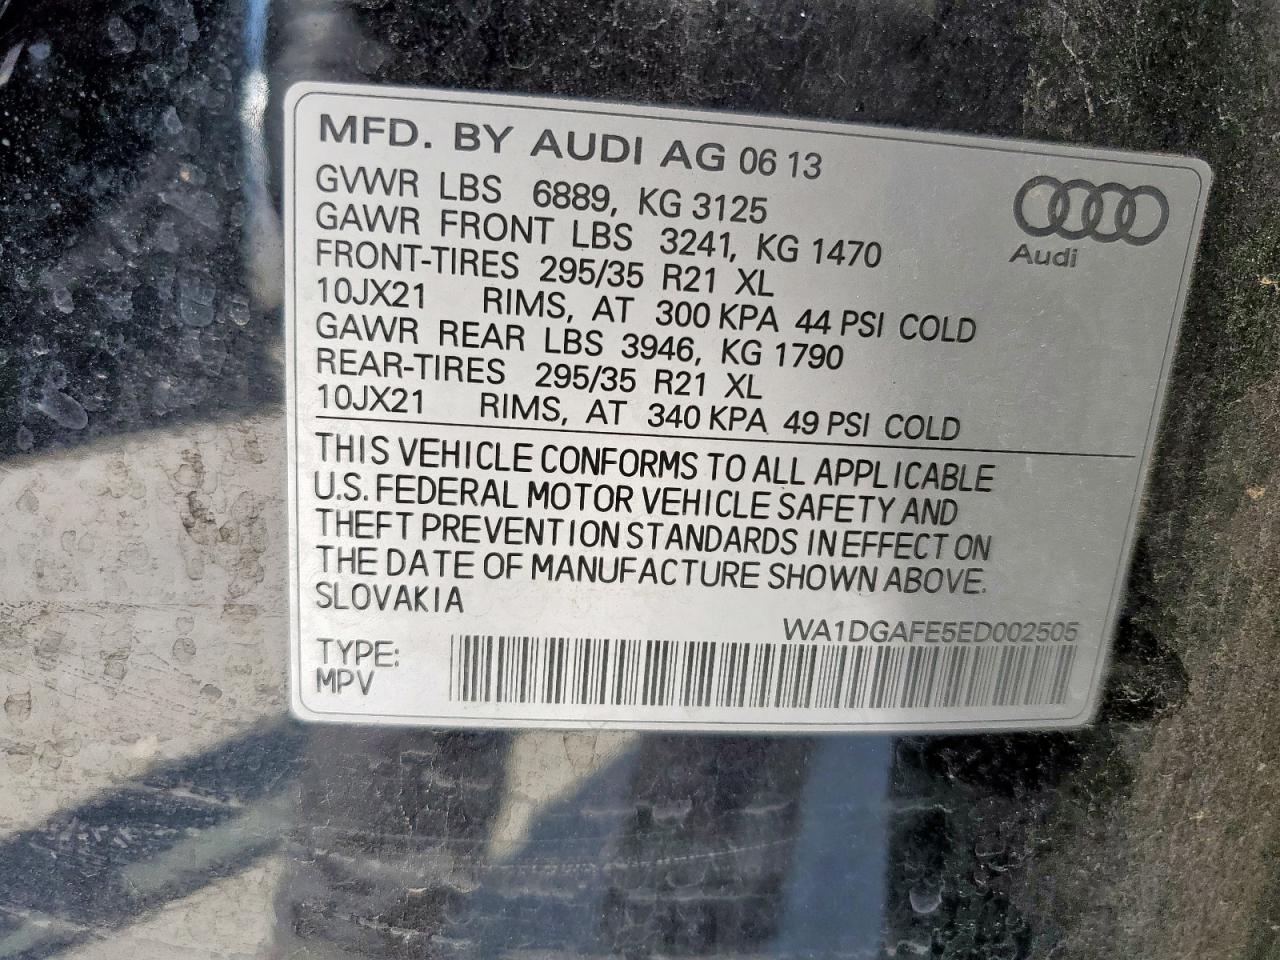 MFD. BY AUDI AG 06 13
GVWR LBS 6889, KG 3125
GAWR FRONT LBS 3241, KG 1470
FRONT-TIRES 295/35 R21 XL
10JX21 RIMS, AT 300 KPA 44 PSI COLD
GAWR REAR LBS 3946, KG 1790
REAR-TIRES 295/35 R21 XL
10JX21 RIMS, AT 340 KPA 49 PSI COLD
Audi
THIS VEHICLE CONFORMS TO ALL APPLICABLE
U.S. FEDERAL MOTOR VEHICLE SAFETY AND
THEFT PREVENTION STANDARDS IN EFFECT ON
THE DATE OF MANUFACTURE SHOWN ABOVE.
SLOVAKIA
WA1DGAFE5ED002505
TYPE:
MPV